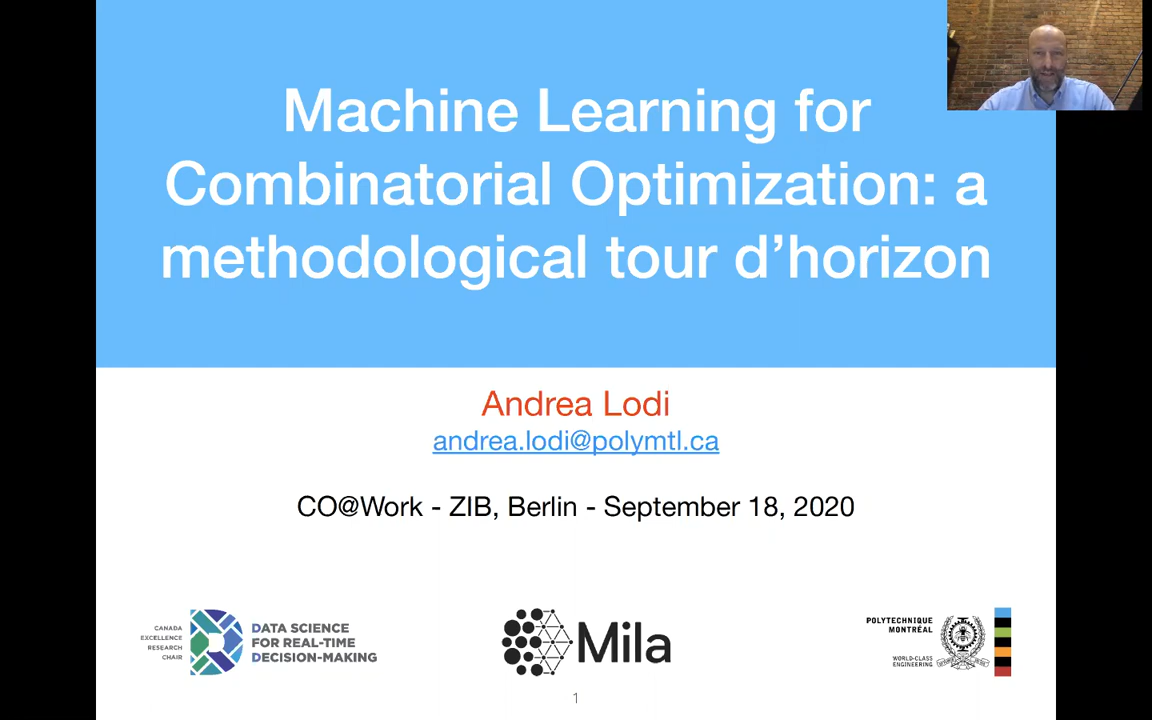 Machine Learning for
Combinatorial Optimization: a
methodological tour d’horizon
Andrea Lodi
andrea.lodi@polymtl.ca
CO@Work - ZIB, Berlin - September 18, 2020
CANADA
EXCELLENCE
RESEARCH
CHAIR
DATA SCIENCE
FOR REAL-TIME
DECISION-MAKING
Mila
POLYTECHNIQUE
MONTRÉAL
WORLD-CLASS
ENGINEERING
1